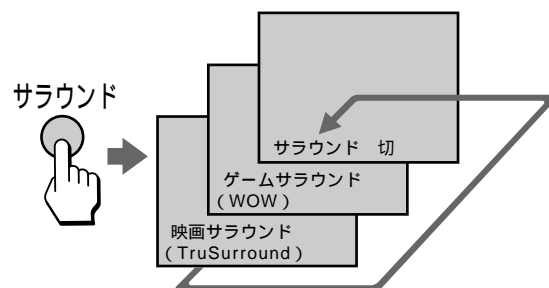 サラウンド
サラウンド 切
ゲームサラウンド
（WOW）
映画サラウンド
（TruSurround）